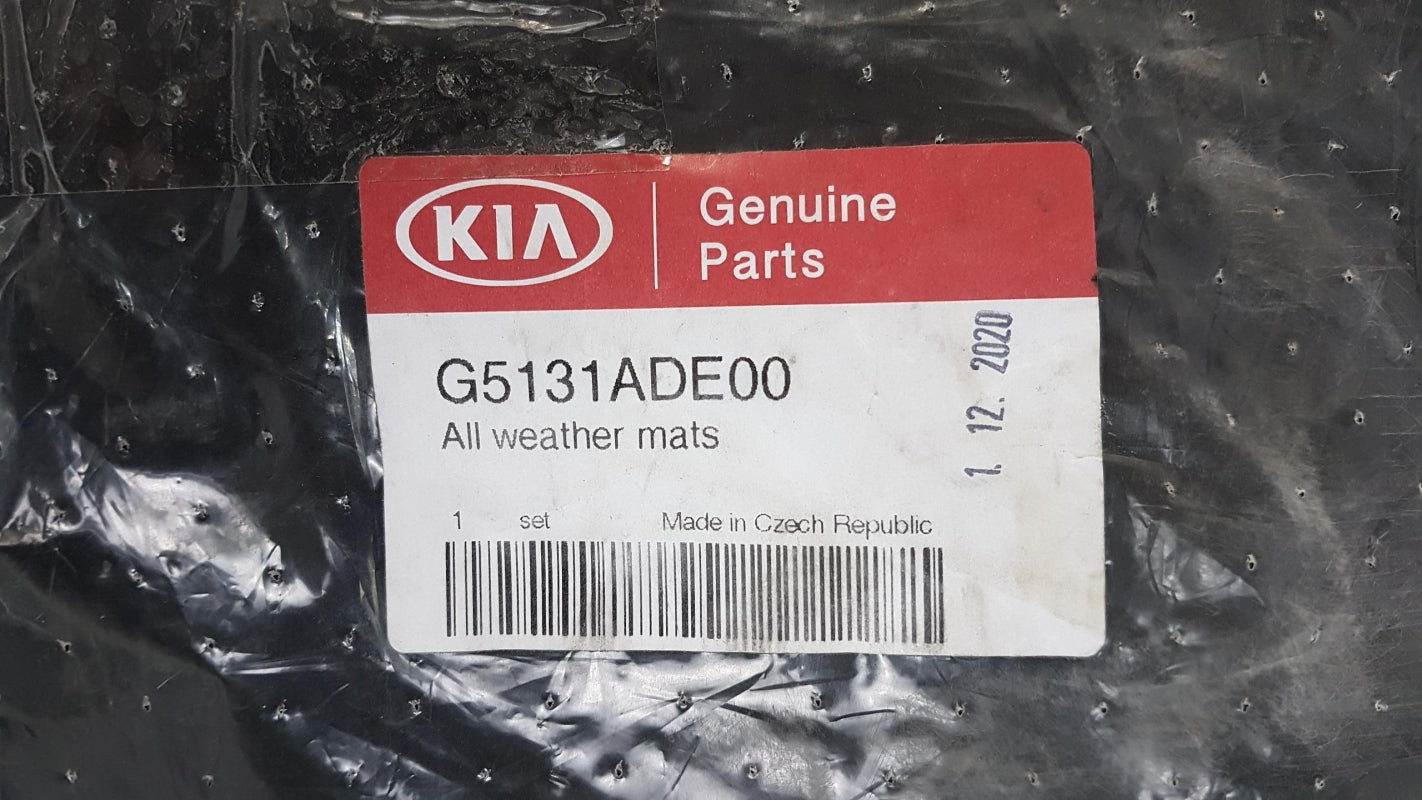 KIA
Genuine
Parts
G5131ADE00
All weather mats
1. 12. 2020
1 set Made in Czech Republic